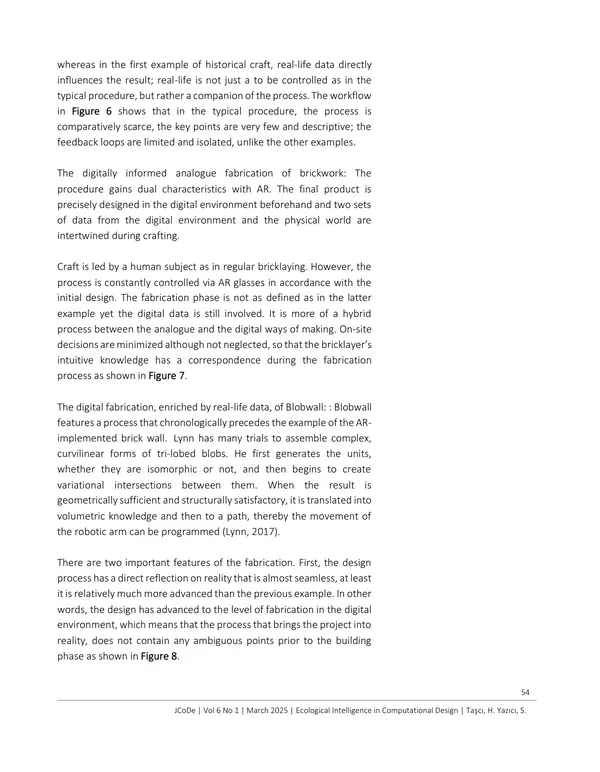 whereas in the first example of historical craft, real-life data directly
influences the result; real-life is not just a to be controlled as in the
typical procedure, but rather a companion of the process. The workflow
in Figure 6 shows that in the typical procedure, the process is
comparatively scarce, the key points are very few and descriptive; the
feedback loops are limited and isolated, unlike the other examples.
The digitally informed analogue fabrication of brickwork: The
procedure gains dual characteristics with AR. The final product is
precisely designed in the digital environment beforehand and two sets
of data from the digital environment and the physical world are
intertwined during crafting.
Craft is led by a human subject as in regular bricklaying. However, the
process is constantly controlled via AR glasses in accordance with the
initial design. The fabrication phase is not as defined as in the latter
example yet the digital data is still involved. It is more of a hybrid
process between the analogue and the digital ways of making. On-site
decisions are minimized although not neglected, so that the bricklayer’s
intuitive knowledge has a correspondence during the fabrication
process as shown in Figure 7.
The digital fabrication, enriched by real-life data, of Blobwall: : Blobwall
features a process that chronologically precedes the example of the AR-
implemented brick wall. Lynn has many trials to assemble complex,
curvilinear forms of tri-lobed blobs. He first generates the units,
whether they are isomorphic or not, and then begins to create
variational intersections between them. When the result is
geometrically sufficient and structurally satisfactory, it is translated into
volumetric knowledge and then to a path, thereby the movement of
the robotic arm can be programmed (Lynn, 2017).
There are two important features of the fabrication. First, the design
process has a direct reflection on reality that is almost seamless, at least
it is relatively much more advanced than the previous example. In other
words, the design has advanced to the level of fabrication in the digital
environment, which means that the process that brings the project into
reality, does not contain any ambiguous points prior to the building
phase as shown in Figure 8.
54
JCoDe | Vol 6 No 1 | March 2025 | Ecological Intelligence in Computational Design | Taşcı, H. Yazıcı, S.